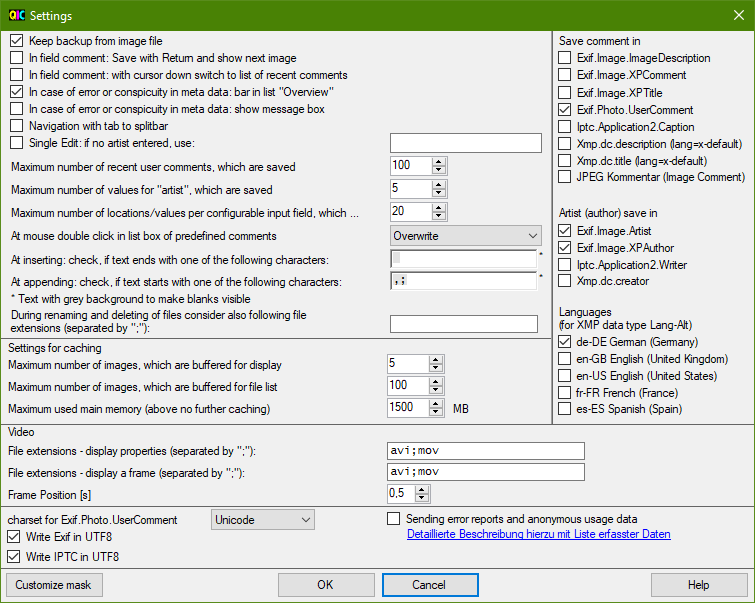 QIC Settings
Keep backup from image file
In field comment: Save with Return and show next image
In field comment: with cursor down switch to list of recent comments
In case of error or conspicuity in meta data: bar in list "Overview"
In case of error or conspicuity in meta data: show message box
Navigation with tab to splitbar
Single Edit: if no artist entered, use:
Maximum number of recent user comments, which are saved 100
Maximum number of values for "artist", which are saved 5
Maximum number of locations/values per configurable input field, which ... 20
At mouse double click in list box of predefined comments Overwrite
At inserting: check, if text ends with one of the following characters: *
At appending: check, if text starts with one of the following characters: ,; *
* Text with grey background to make blanks visible
During renaming and deleting of files consider also following file
extensions (separated by ";"):
Settings for caching
Maximum number of images, which are buffered for display 5
Maximum number of images, which are buffered for file list 100
Maximum used main memory (above no further caching) 1500 MB
Save comment in
Exif.Image.ImageDescription
Exif.Image.XPComment
Exif.Image.XPTitle
Exif.Photo.UserComment
Iptc.Application2.Caption
Xmp.dc.description (lang=x-default)
Xmp.dc.title (lang=x-default)
JPEG Kommentar (Image Comment)
Artist (author) save in
Exif.Image.Artist
Exif.Image.XPAuthor
Iptc.Application2.Writer
Xmp.dc.creator
Languages
(for XMP data type Lang-Alt)
de-DE German (Germany)
en-GB English (United Kingdom)
en-US English (United States)
fr-FR French (France)
es-ES Spanish (Spain)
Video
File extensions - display properties (separated by ";"): avi;mov
File extensions - display a frame (separated by ";"): avi;mov
Frame Position [s] 0,5
charset for Exif.Photo.UserComment Unicode
Write Exif in UTF8
Write IPTC in UTF8
Sending error reports and anonymous usage data
Detaillierte Beschreibung hierzu mit Liste erfasster Daten
Customize mask OK Cancel Help